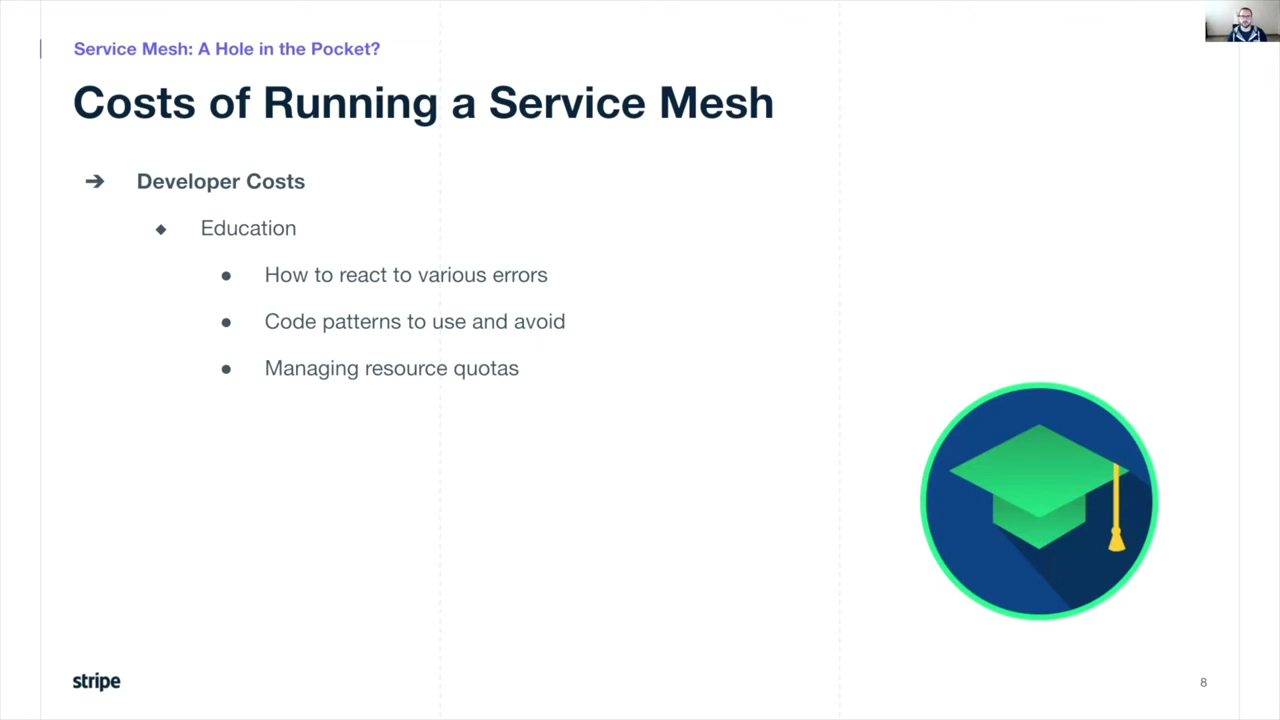 Service Mesh: A Hole in the Pocket?
Costs of Running a Service Mesh
Developer Costs
Education
How to react to various errors
Code patterns to use and avoid
Managing resource quotas
stripe
8